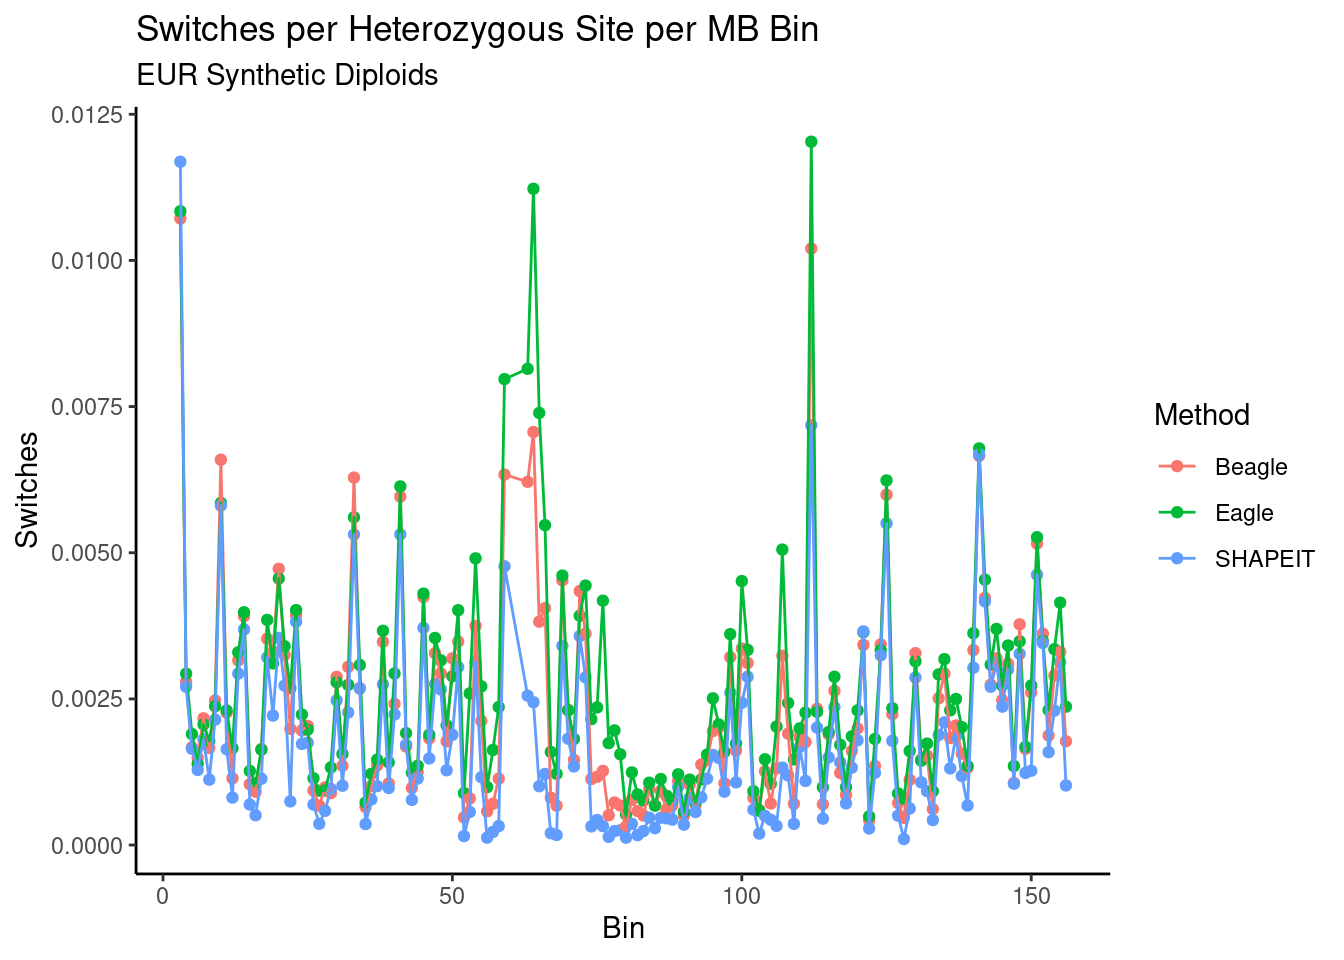 Switches per Heterozygous Site per MB Bin
EUR Synthetic Diploids
0.0125
0.0100
0.0075
0.0050
0.0025
0.0000
Switches
0
50
100
150
Bin
Method
Beagle
Eagle
SHAPEIT